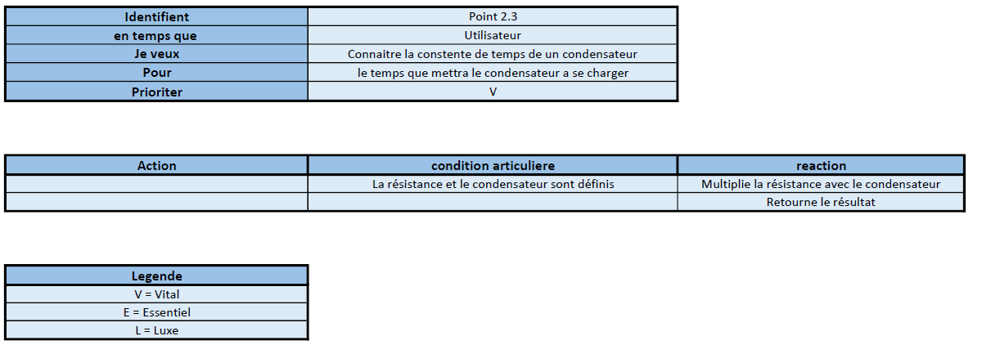 Identifient Point 2.3
en temps que Utilisateur
Je veux Connaitre la constente de temps de un condensateur
Pour le temps que mettra le condensateur a se charger
Prioriter V
Action condition articuliere reaction
La résistance et le condensateur sont définis Multiplie la résistance avec le condensateur
Retourne le résultat
Legende
V = Vital
E = Essentiel
L = Luxe